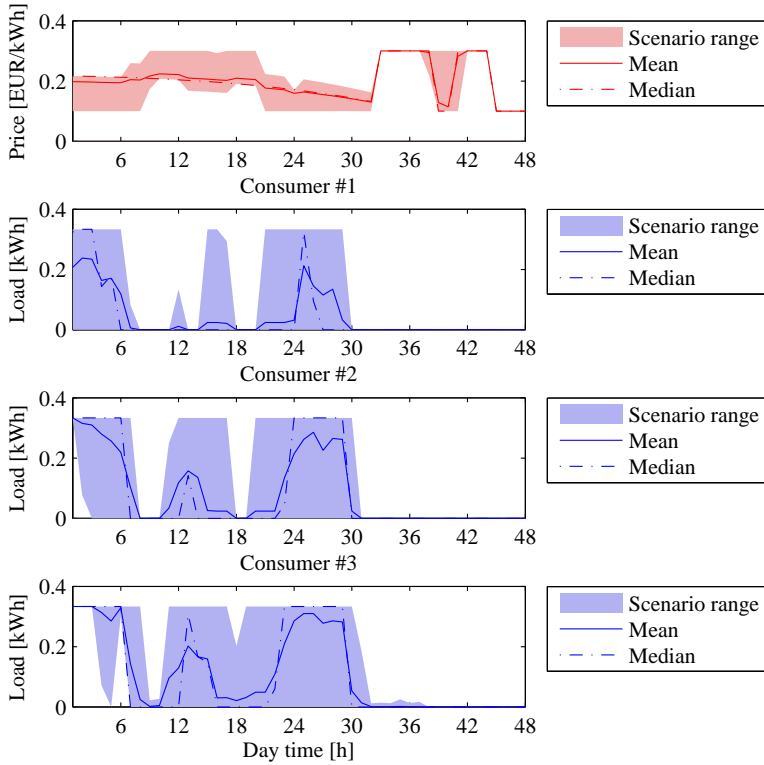 0.4
0.2
0
Price [EUR/kWh]
6 12 18 24 30 36 42 48
Scenario range
Mean
Median
Consumer #1
0.4
0.2
0
Load [kWh]
6 12 18 24 30 36 42 48
Scenario range
Mean
Median
Consumer #2
0.4
0.2
0
Load [kWh]
6 12 18 24 30 36 42 48
Scenario range
Mean
Median
Consumer #3
0.4
0.2
0
Load [kWh]
6 12 18 24 30 36 42 48
Day time [h]
Scenario range
Mean
Median